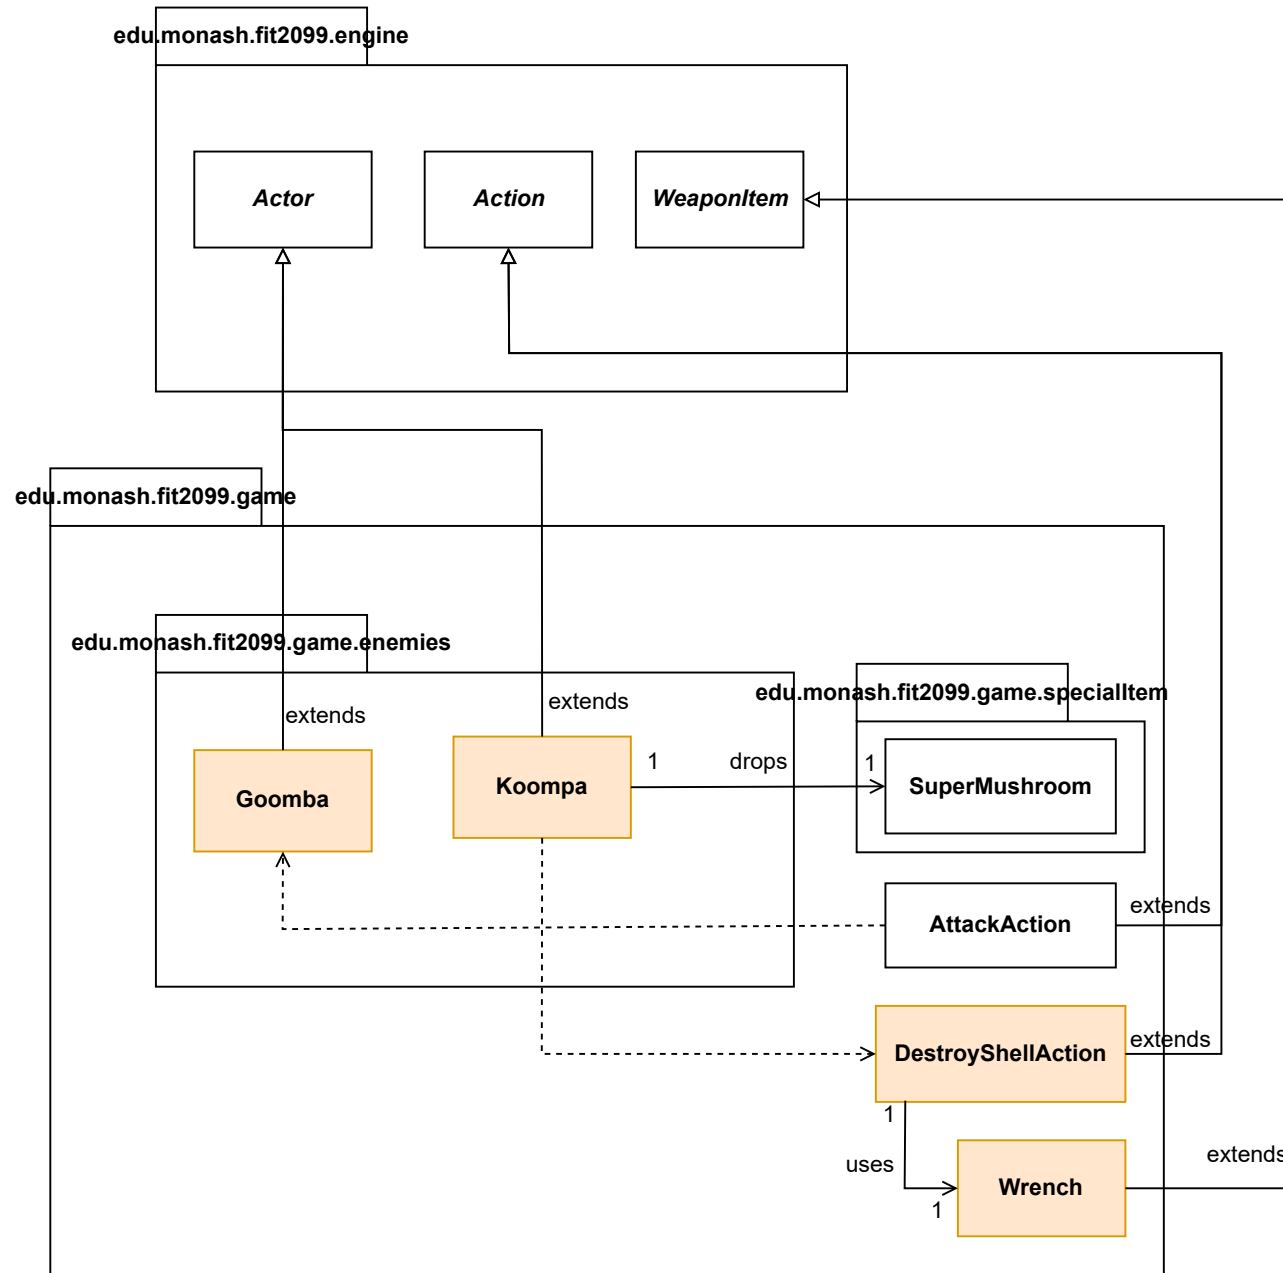 edu.monash.fit2099.engine
Actor
Action
WeaponItem
edu.monash.fit2099.game
edu.monash.fit2099.game.enemies
edu.monash.fit2099.game.specialItem
extends
extends
Goomba
Koompa
1
drops
1
SuperMushroom
AttackAction
extends
DestroyShellAction
extends
1
uses
1
Wrench
extends